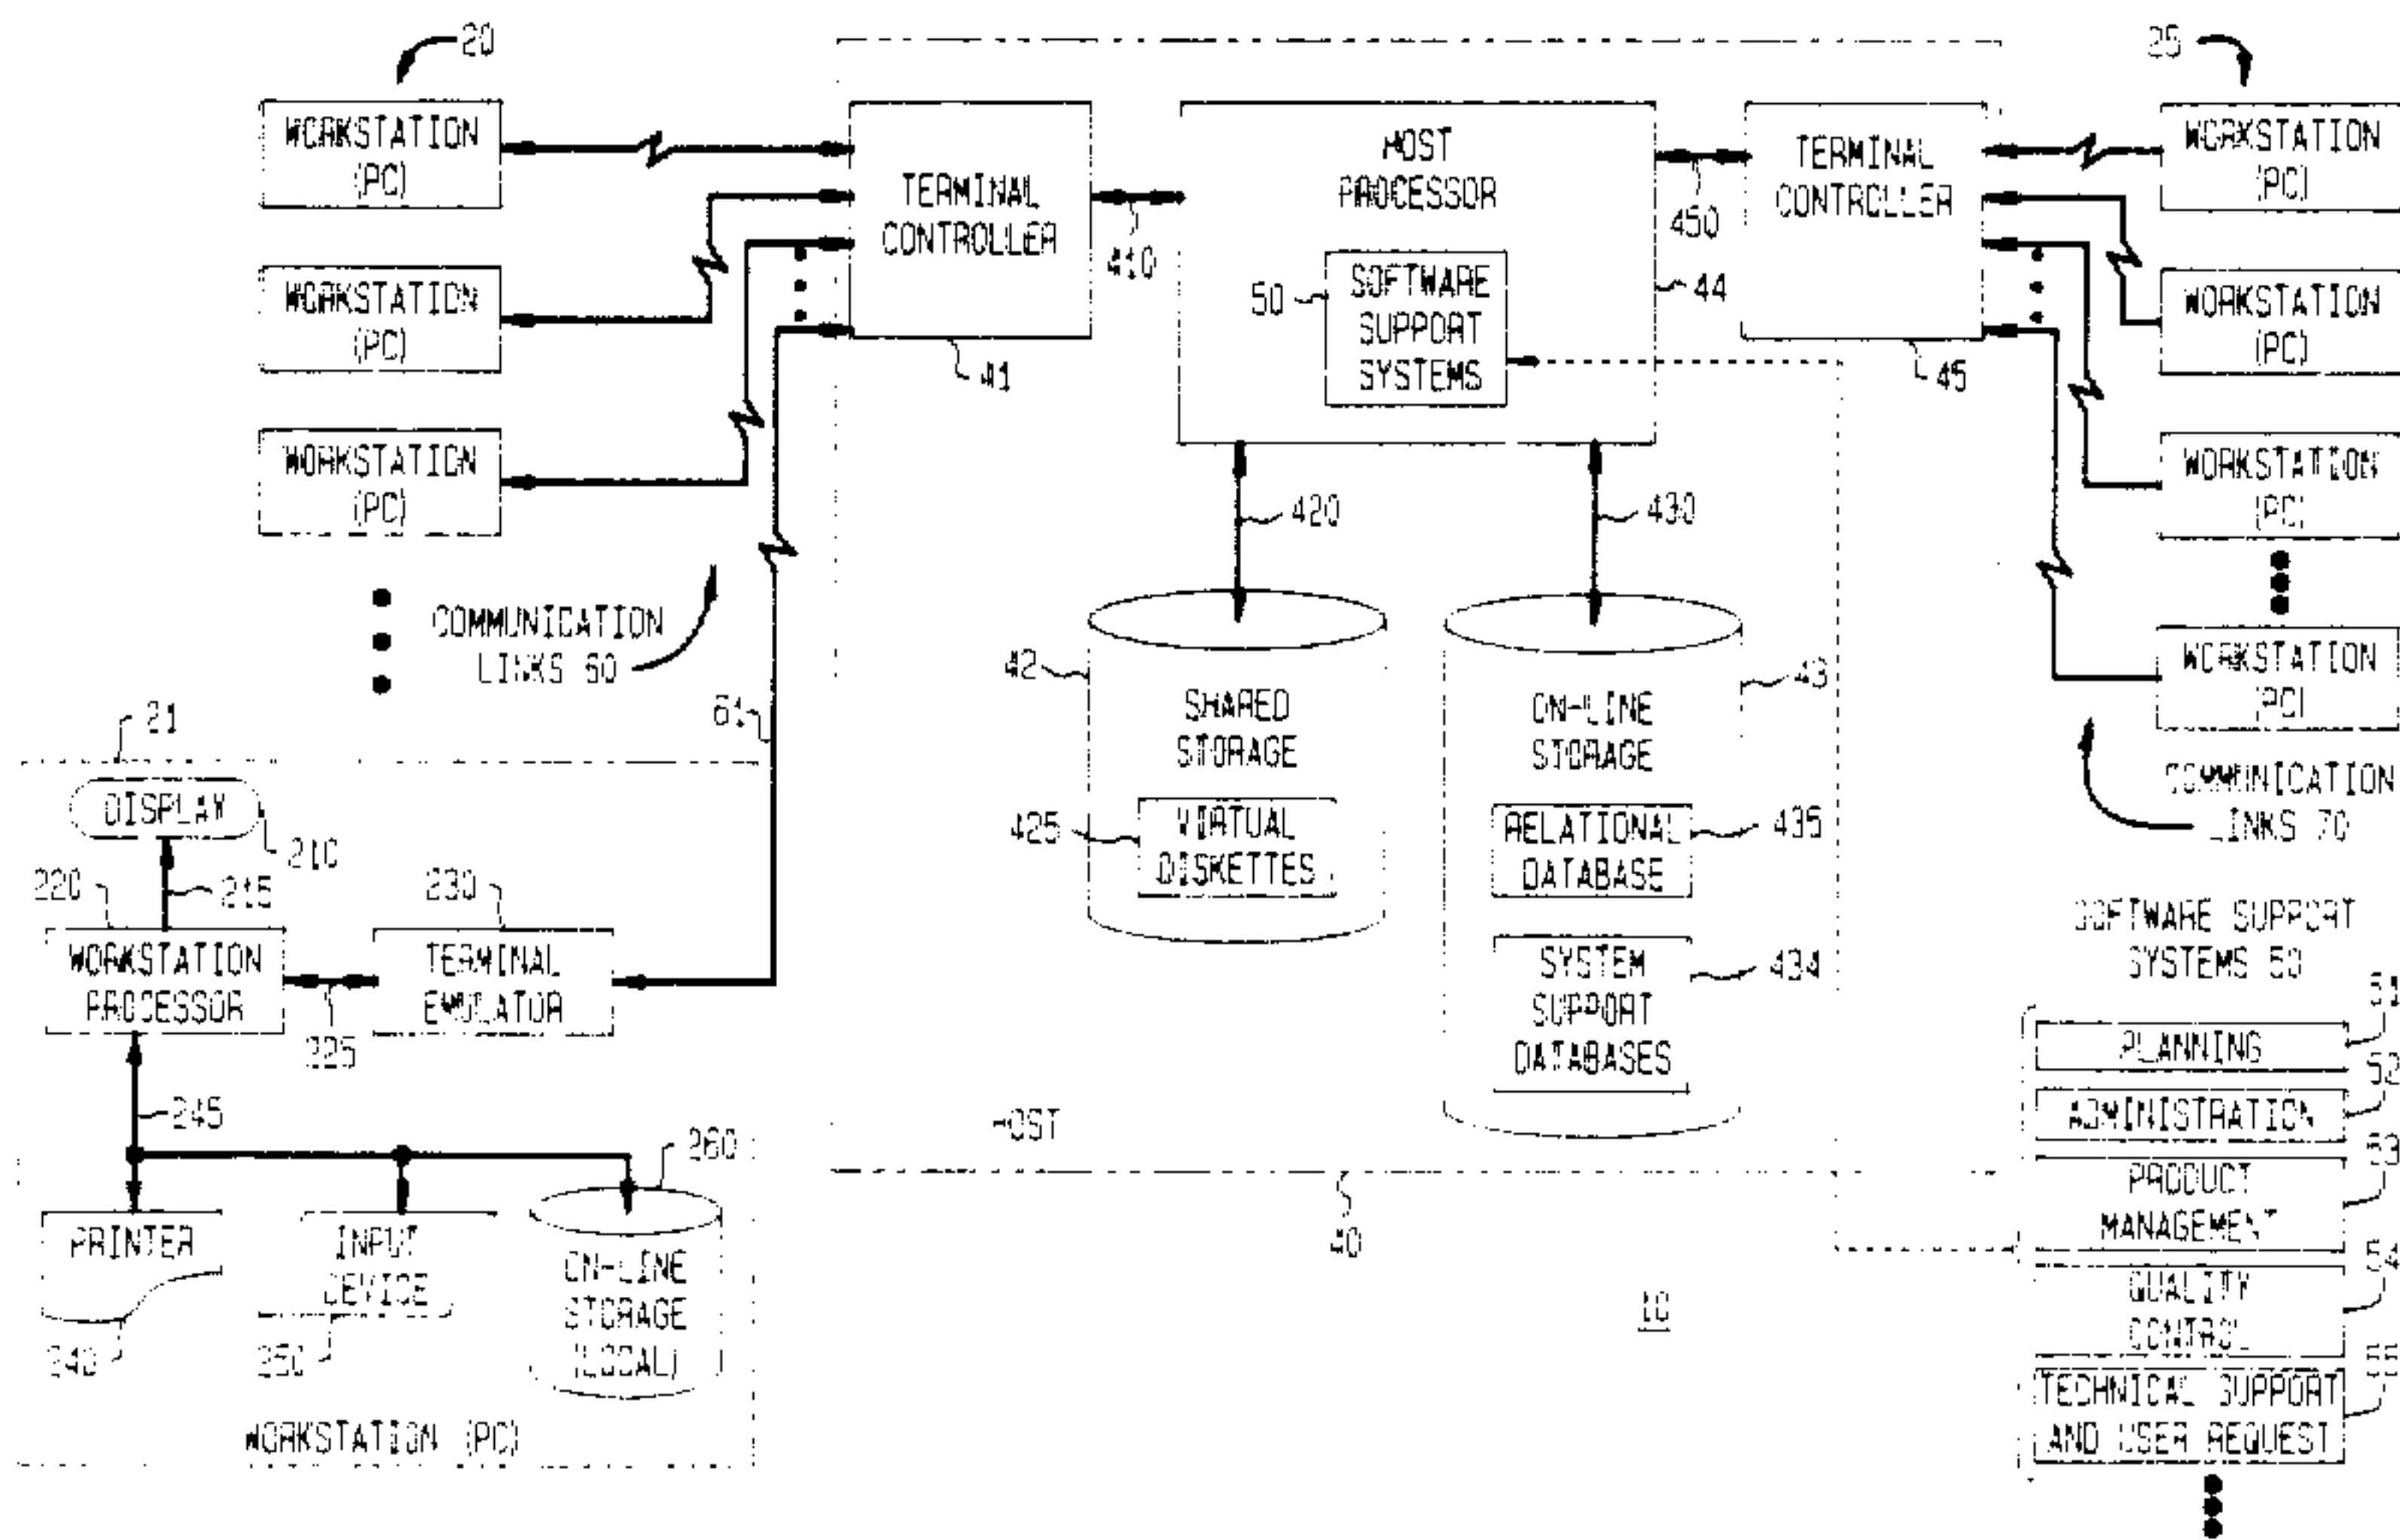 20
WORKSTATION
(PC)
WORKSTATION
(PC)
WORKSTATION
(PC)
COMMUNICATION
LINKS 60
61
TERMINAL
CONTROLLER
41
410
HOST
PROCESSOR
50
SOFTWARE
SUPPORT
SYSTEMS
44
450
TERMINAL
CONTROLLER
45
25
WORKSTATION
(PC)
WORKSTATION
(PC)
WORKSTATION
(PC)
WORKSTATION
(PC)
COMMUNICATION
LINKS 70
420
430
42
SHARED
STORAGE
425
VIRTUAL
DISKETTES
43
ON-LINE
STORAGE
RELATIONAL
DATABASE
435
SYSTEM
SUPPORT
DATABASES
434
HOST
40
10
21
DISPLAY
210
215
220
WORKSTATION
PROCESSOR
225
230
TERMINAL
EMULATOR
245
PRINTER
240
INPUT
DEVICE
250
260
ON-LINE
STORAGE
(LOCAL)
WORKSTATION (PC)
SOFTWARE SUPPORT
SYSTEMS 50
51
PLANNING
52
ADMINISTRATION
53
PRODUCT
MANAGEMENT
54
QUALITY
CONTROL
55
TECHNICAL SUPPORT
AND USER REQUEST